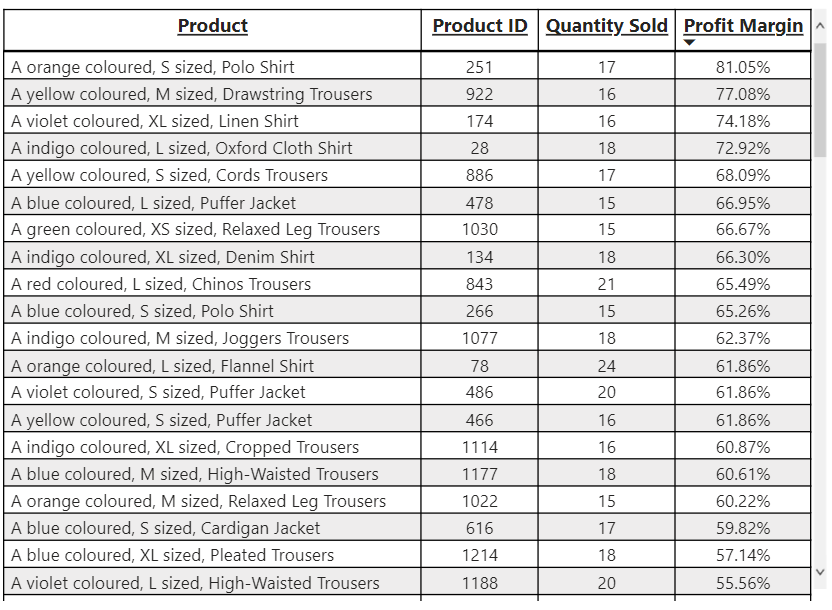 Product Product ID Quantity Sold Profit Margin
A orange coloured, S sized, Polo Shirt 251 17 81.05%
A yellow coloured, M sized, Drawstring Trousers 922 16 77.08%
A violet coloured, XL sized, Linen Shirt 174 16 74.18%
A indigo coloured, L sized, Oxford Cloth Shirt 28 18 72.92%
A yellow coloured, S sized, Cords Trousers 886 17 68.09%
A blue coloured, L sized, Puffer Jacket 478 15 66.95%
A green coloured, XS sized, Relaxed Leg Trousers 1030 15 66.67%
A indigo coloured, XL sized, Denim Shirt 134 18 66.30%
A red coloured, L sized, Chinos Trousers 843 21 65.49%
A blue coloured, S sized, Polo Shirt 266 15 65.26%
A indigo coloured, M sized, Joggers Trousers 1077 18 62.37%
A orange coloured, L sized, Flannel Shirt 78 24 61.86%
A violet coloured, S sized, Puffer Jacket 486 20 61.86%
A yellow coloured, S sized, Puffer Jacket 466 16 61.86%
A indigo coloured, XL sized, Cropped Trousers 1114 16 60.87%
A blue coloured, M sized, High-Waisted Trousers 1177 18 60.61%
A orange coloured, M sized, Relaxed Leg Trousers 1022 15 60.22%
A blue coloured, S sized, Cardigan Jacket 616 17 59.82%
A blue coloured, XL sized, Pleated Trousers 1214 18 57.14%
A violet coloured, L sized, High-Waisted Trousers 1188 20 55.56%